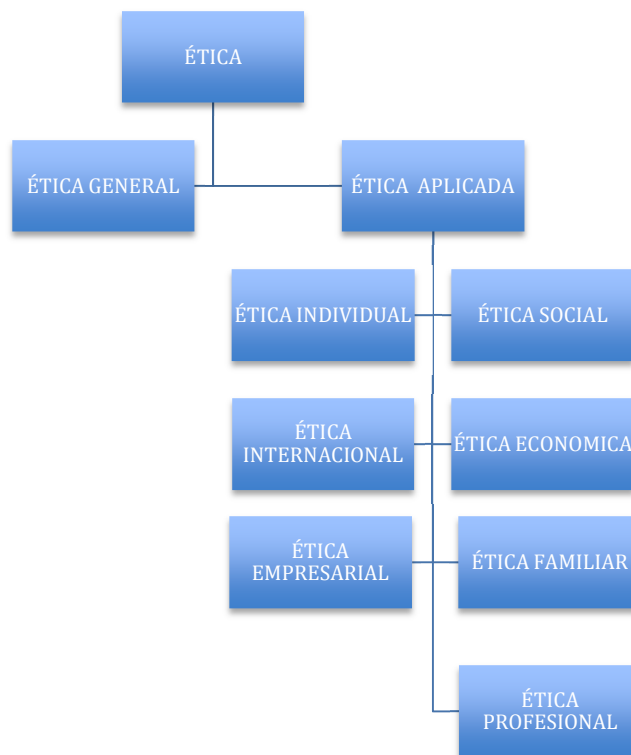 ÉTICA
ÉTICA GENERAL
ÉTICA APLICADA
ÉTICA INDIVIDUAL
ÉTICA SOCIAL
ÉTICA
INTERNACIONAL
ÉTICA ECONOMICA
ÉTICA
EMPRESARIAL
ÉTICA FAMILIAR
ÉTICA
PROFESIONAL